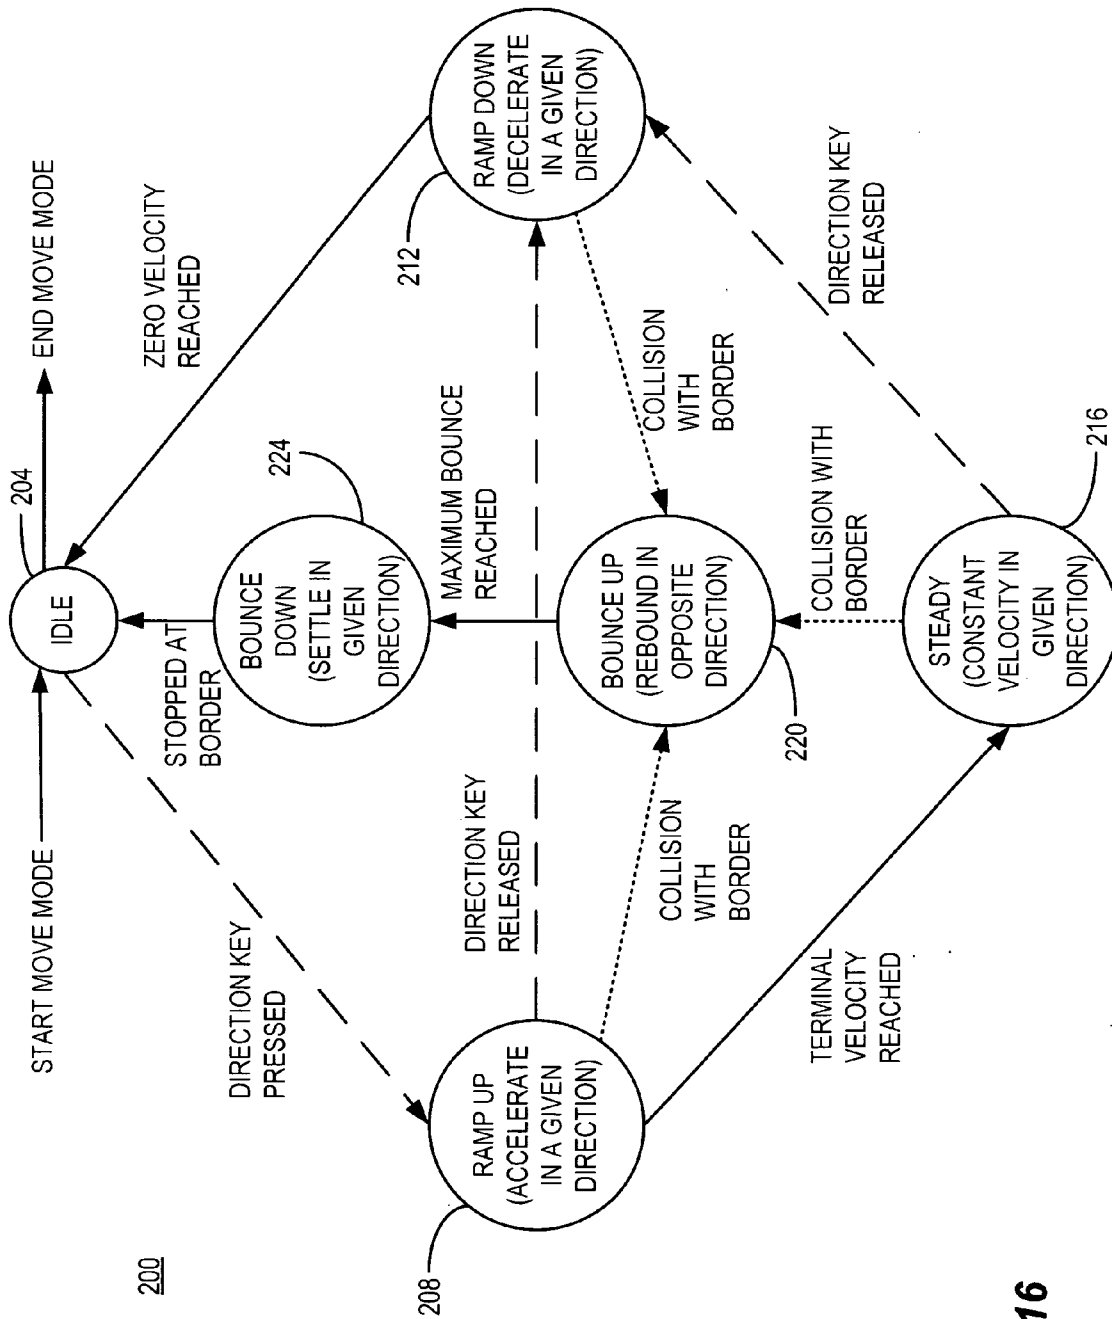 200
START MOVE MODE
204
END MOVE MODE
IDLE
DIRECTION KEY
PRESSED
STOPPED AT
BORDER
ZERO VELOCITY
REACHED
224
BOUNCE
DOWN
(SETTLE IN
GIVEN
DIRECTION)
MAXIMUM BOUNCE
REACHED
212
RAMP DOWN
(DECELERATE
IN A GIVEN
DIRECTION)
208
RAMP UP
(ACCELERATE
IN A GIVEN
DIRECTION)
DIRECTION KEY
RELEASED
BOUNCE UP
(REBOUND IN
OPPOSITE
DIRECTION)
220
COLLISION
WITH
BORDER
COLLISION
WITH
BORDER
COLLISION WITH
BORDER
TERMINAL
VELOCITY
REACHED
DIRECTION KEY
RELEASED
STEADY
(CONSTANT
VELOCITY IN
GIVEN
DIRECTION)
216
16